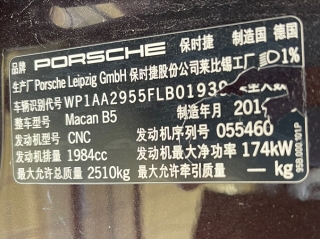 品牌 PORSCHE 保时捷 制造国 德国
生产厂 Porsche Leipzig GmbH 保时捷股份公司莱比锡工厂 1%
车辆识别代号 WP1AA2955FLB0193
整车型号 Macan B5 制造年月 201
发动机型号 CNC 发动机序列号 055460
发动机排量 1984cc 发动机最大净功率 174kW
最大允许总质量 2510kg 最大允许牵引质量 — kg
95B.000.101P